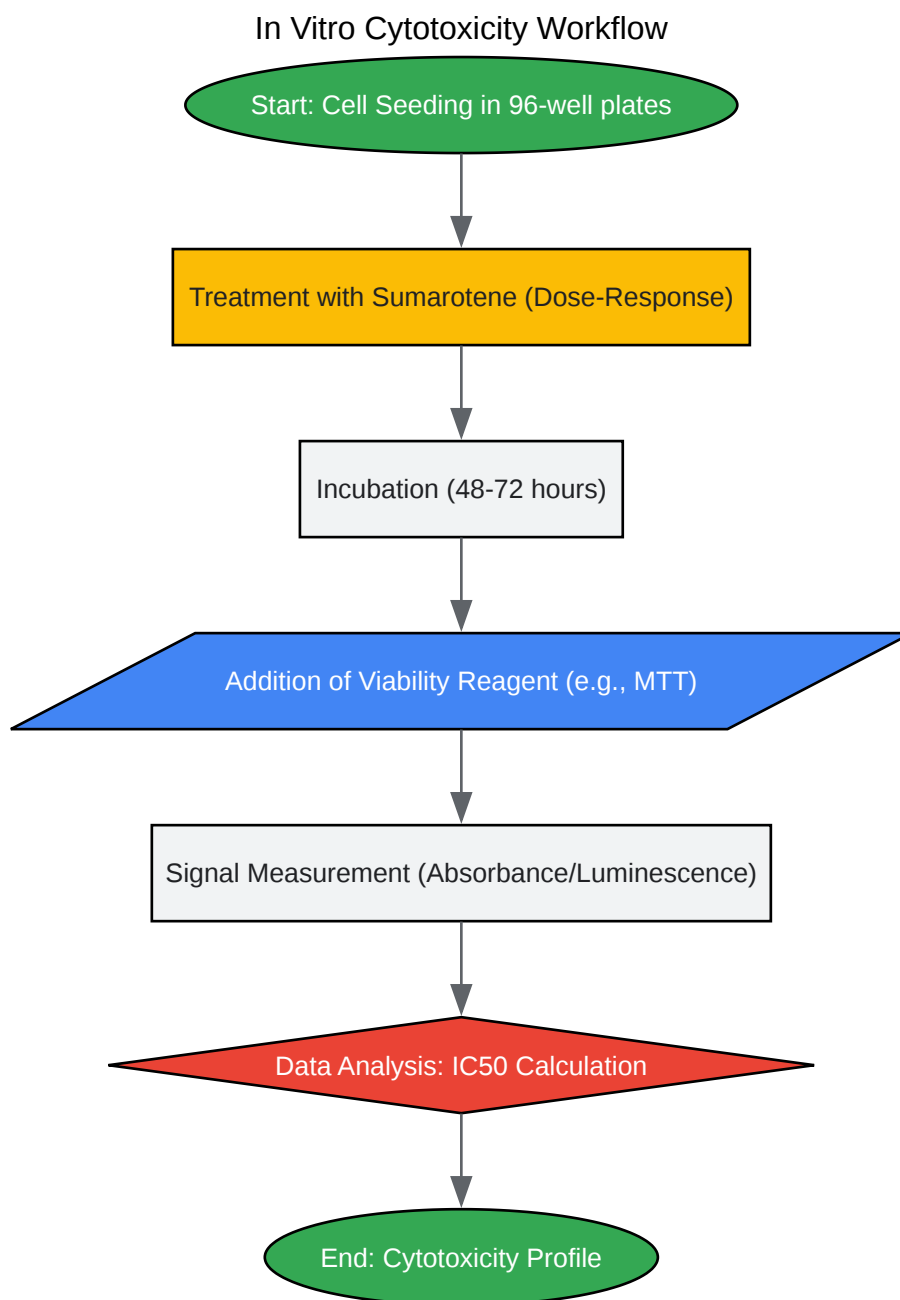 In Vitro Cytotoxicity Workflow
Start: Cell Seeding in 96-well plates
Treatment with Sumarotene (Dose-Response)
Incubation (48-72 hours)
Addition of Viability Reagent (e.g., MTT)
Signal Measurement (Absorbance/Luminescence)
Data Analysis: IC50 Calculation
End: Cytotoxicity Profile